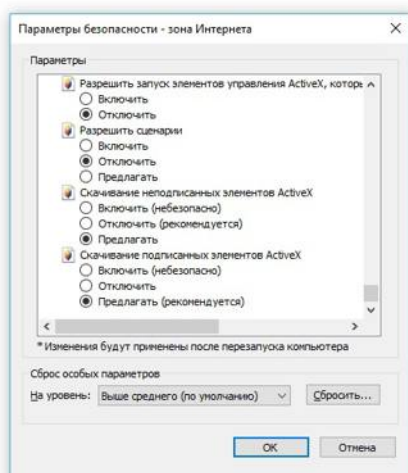 Параметры безопасности - зона Интернета
Параметры
Разрешить запуск элементов управления ActiveX, которы
Включить
Отключить
Разрешить сценарии
Включить
Отключить
Предлагать
Скачивание неподписанных элементов ActiveX
Включить (небезопасно)
Отключить (рекомендуется)
Предлагать
Скачивание подписанных элементов ActiveX
Включить (небезопасно)
Отключить
Предлагать (рекомендуется)
* Изменения будут применены после перезапуска компьютера
Сброс особых параметров
На уровень: Выше среднего (по умолчанию) Сбросить...
ОК Отмена